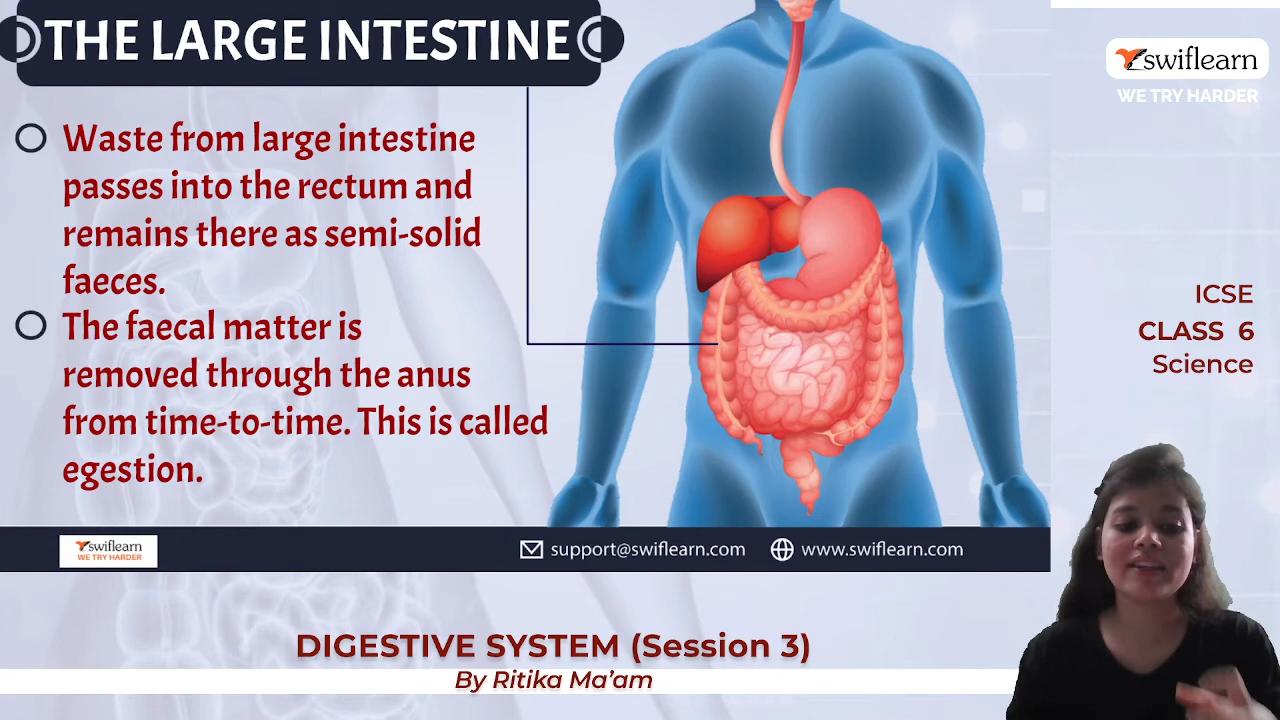 THE LARGE INTESTINE
Waste from large intestine
passes into the rectum and
remains there as semi-solid
faeces.
The faecal matter is
removed through the anus
from time-to-time. This is called
egestion.
swiflearn
WE TRY HARDER
ICSE
CLASS 6
Science
swiflearn
WE TRY HARDER
support@swiflearn.com
www.swiflearn.com
DIGESTIVE SYSTEM (Session 3)
By Ritika Ma'am